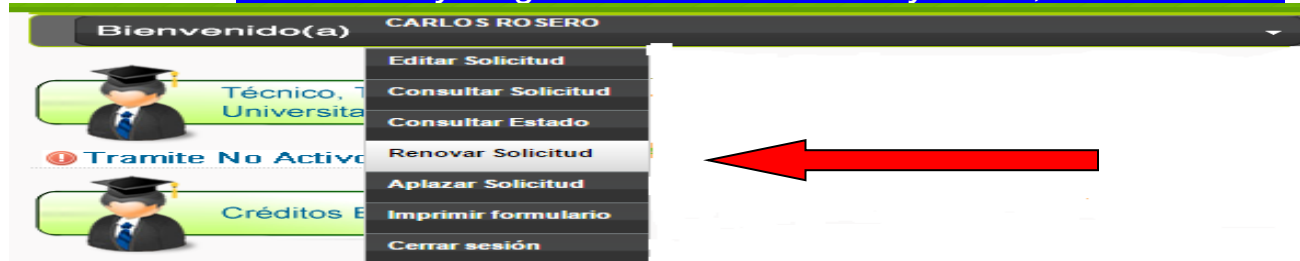 Bienvenido(a)
CARLOS ROSERO
Editar Solicitud
Consultar Solicitud
Consultar Estado
Renovar Solicitud
Aplazar Solicitud
Imprimir formulario
Cerrar sesión
Técnico, T
Universita
Tramite No Activo
Créditos E